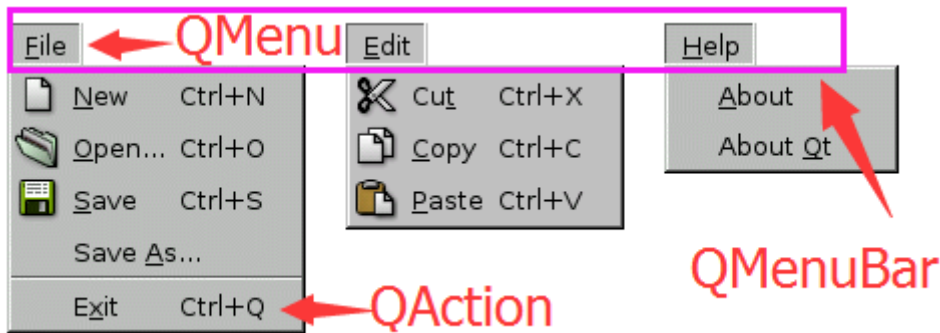 File QMenu Edit Help
New Ctrl+N
Open... Ctrl+O
Save Ctrl+S
Save As...
Exit Ctrl+Q
QAction
Cut Ctrl+X
Copy Ctrl+C
Paste Ctrl+V
About
About Qt
QMenuBar